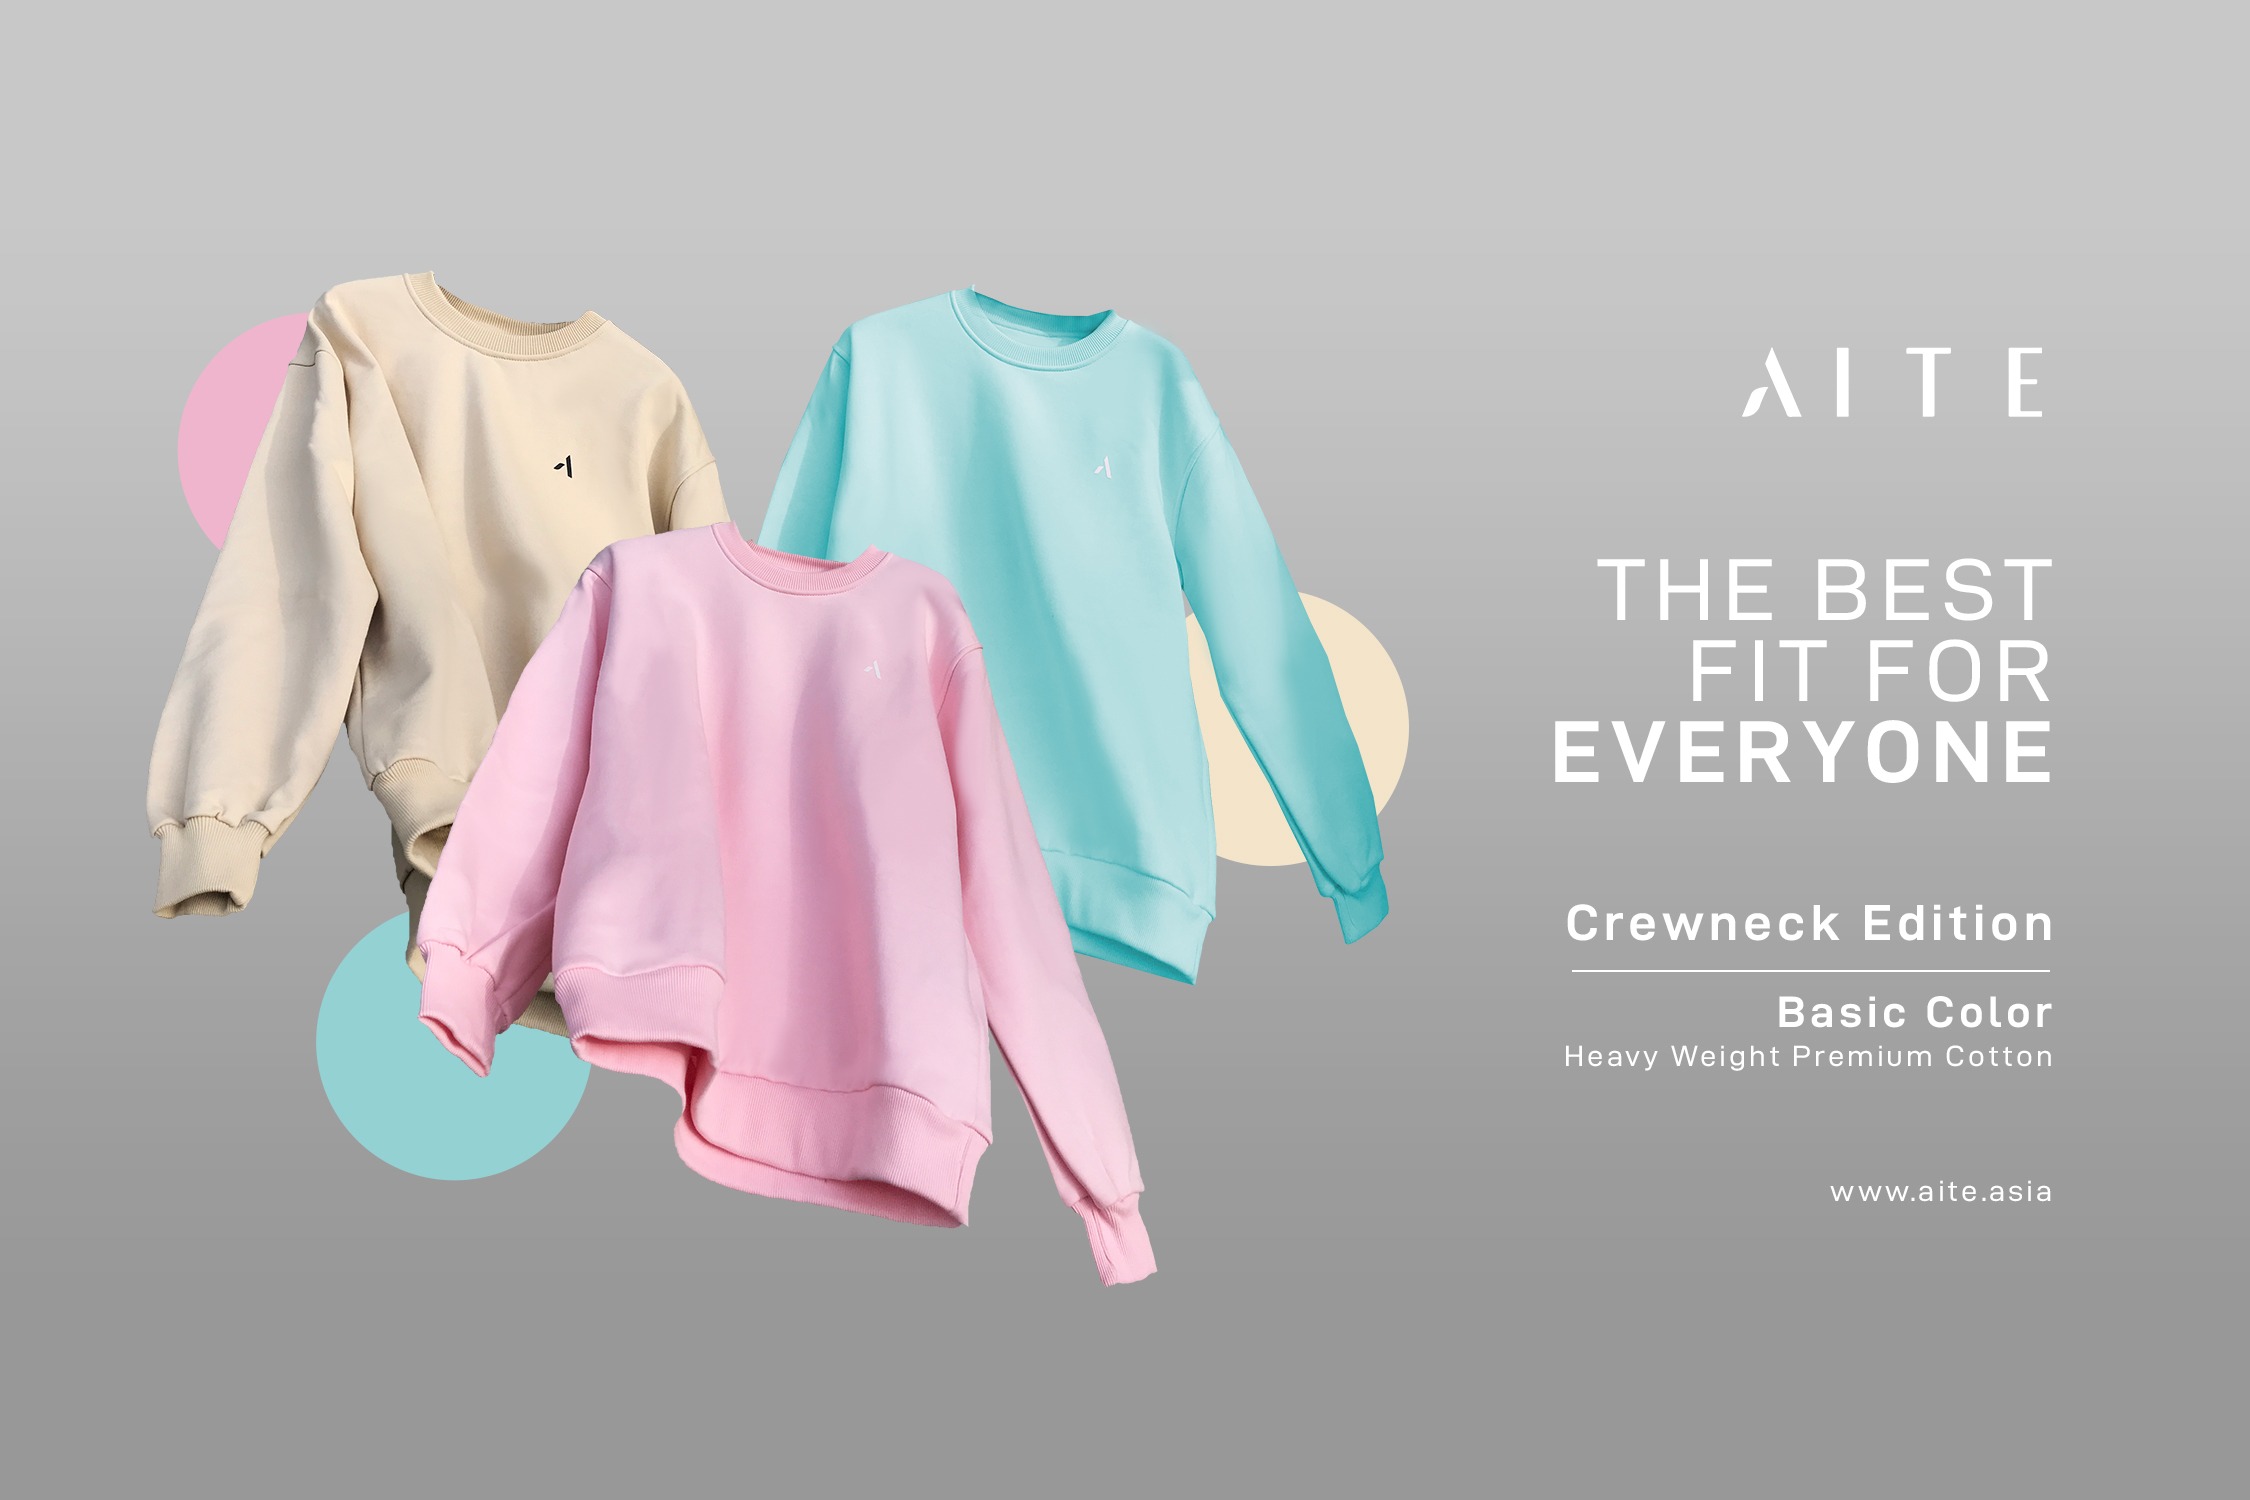 AITE
THE BEST
FIT FOR
EVERYONE
Crewneck Edition
Basic Color
Heavy Weight Premium Cotton
www.aite.asia